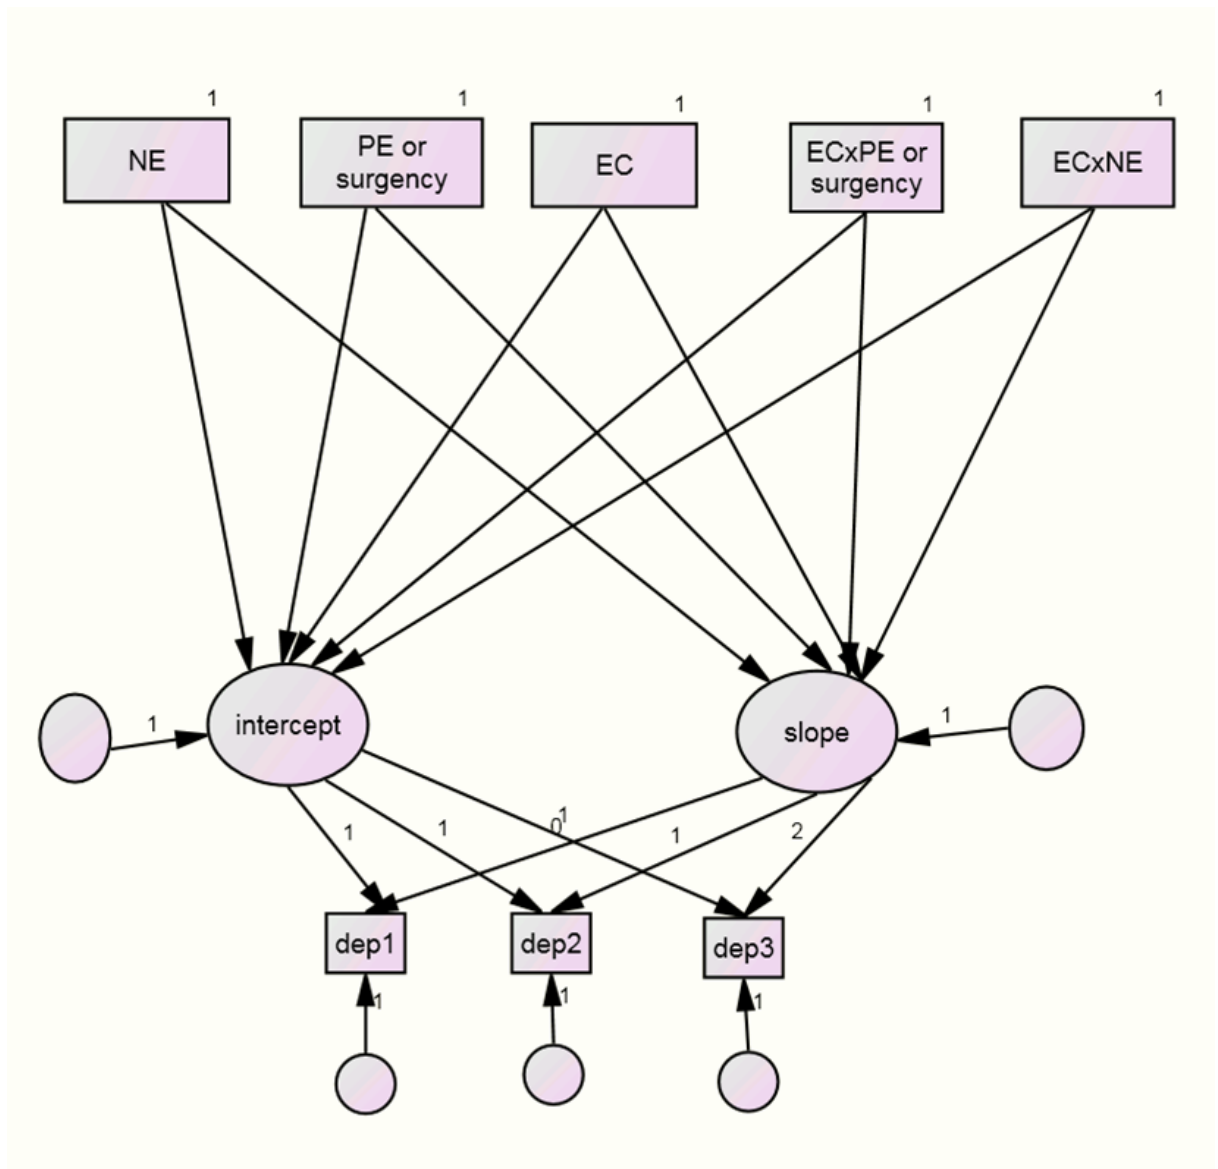 1
1
1
1
1
NE
PE or
surgency
EC
ECxPE or
surgency
ECxNE
1
intercept
slope
1
1
1
0
1
1
2
dep1
dep2
dep3
1
1
1